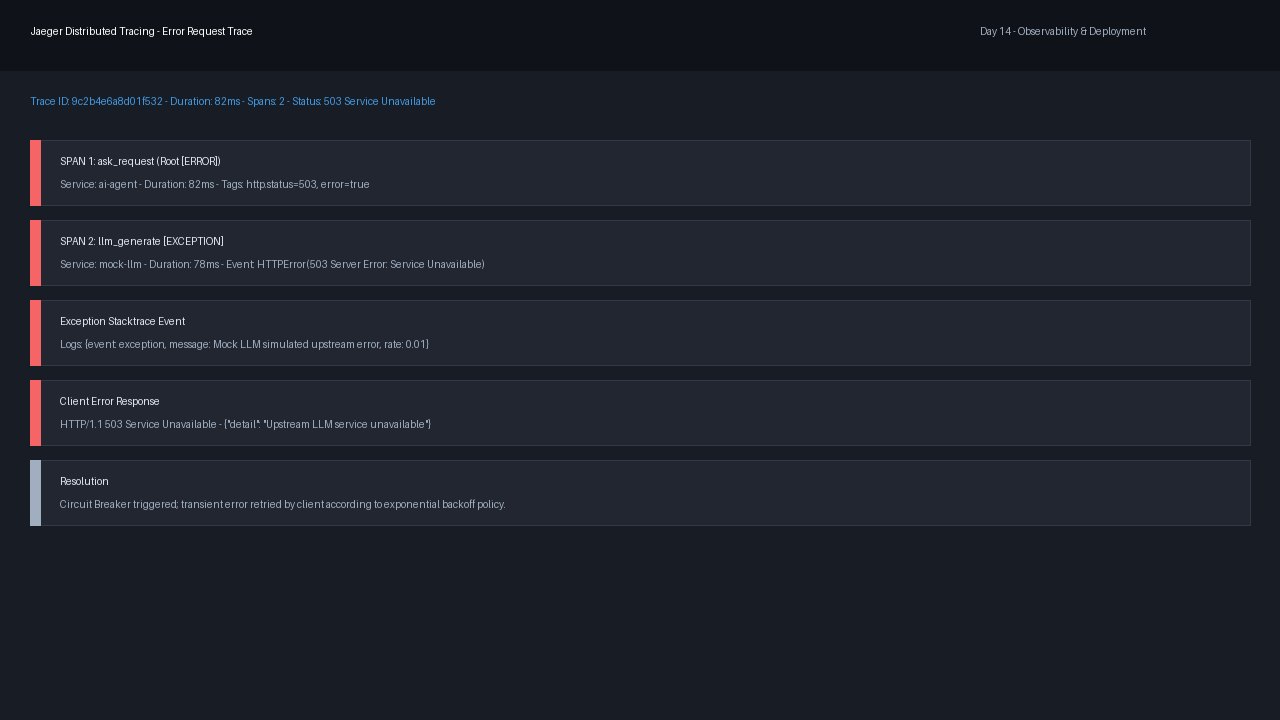 Jaeger Distributed Tracing - Error Request Trace
Day 14 - Observability & Deployment
Trace ID: 9c2b4e6a8d01f532 - Duration: 82ms - Spans: 2 - Status: 503 Service Unavailable
SPAN 1: ask_request (Root [ERROR])
Service: ai-agent - Duration: 82ms - Tags: http.status=503, error=true
SPAN 2: llm_generate [EXCEPTION]
Service: mock-llm - Duration: 78ms - Event: HTTPError(503 Server Error: Service Unavailable)
Exception Stacktrace Event
Logs: {event: exception, message: Mock LLM simulated upstream error, rate: 0.01}
Client Error Response
HTTP/1.1 503 Service Unavailable - {"detail": "Upstream LLM service unavailable"}
Resolution
Circuit Breaker triggered; transient error retried by client according to exponential backoff policy.